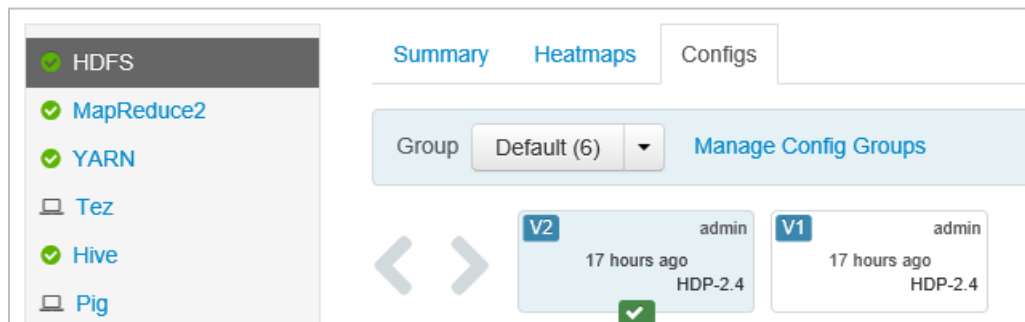 HDFS
MapReduce2
YARN
Tez
Hive
Pig
Summary Heatmaps Configs
Group Default (6) Manage Config Groups
V2 admin
17 hours ago
HDP-2.4
V1 admin
17 hours ago
HDP-2.4